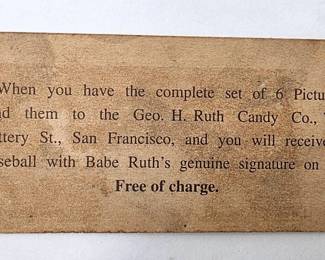 When you have the complete set of 6 Pictu
nd them to the Geo. H. Ruth Candy Co.,
ttery St., San Francisco, and you will receive
seball with Babe Ruth's genuine signature on
Free of charge.